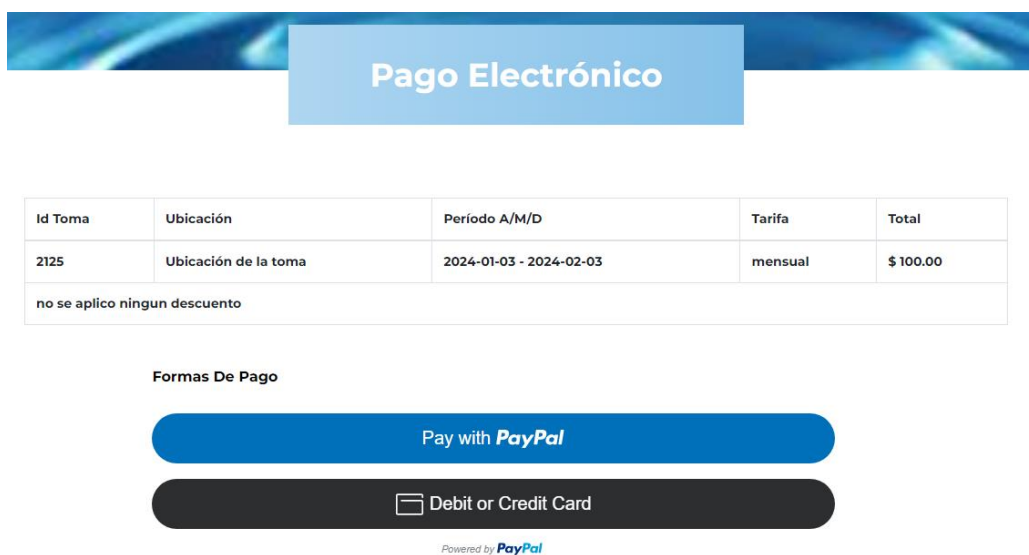 Pago Electrónico
Id Toma Ubicación Período A/M/D Tarifa Total
2125 Ubicación de la toma 2024-01-03 - 2024-02-03 mensual $ 100.00
no se aplico ningun descuento
Formas De Pago
Pay with PayPal
Debit or Credit Card
Powered by PayPal